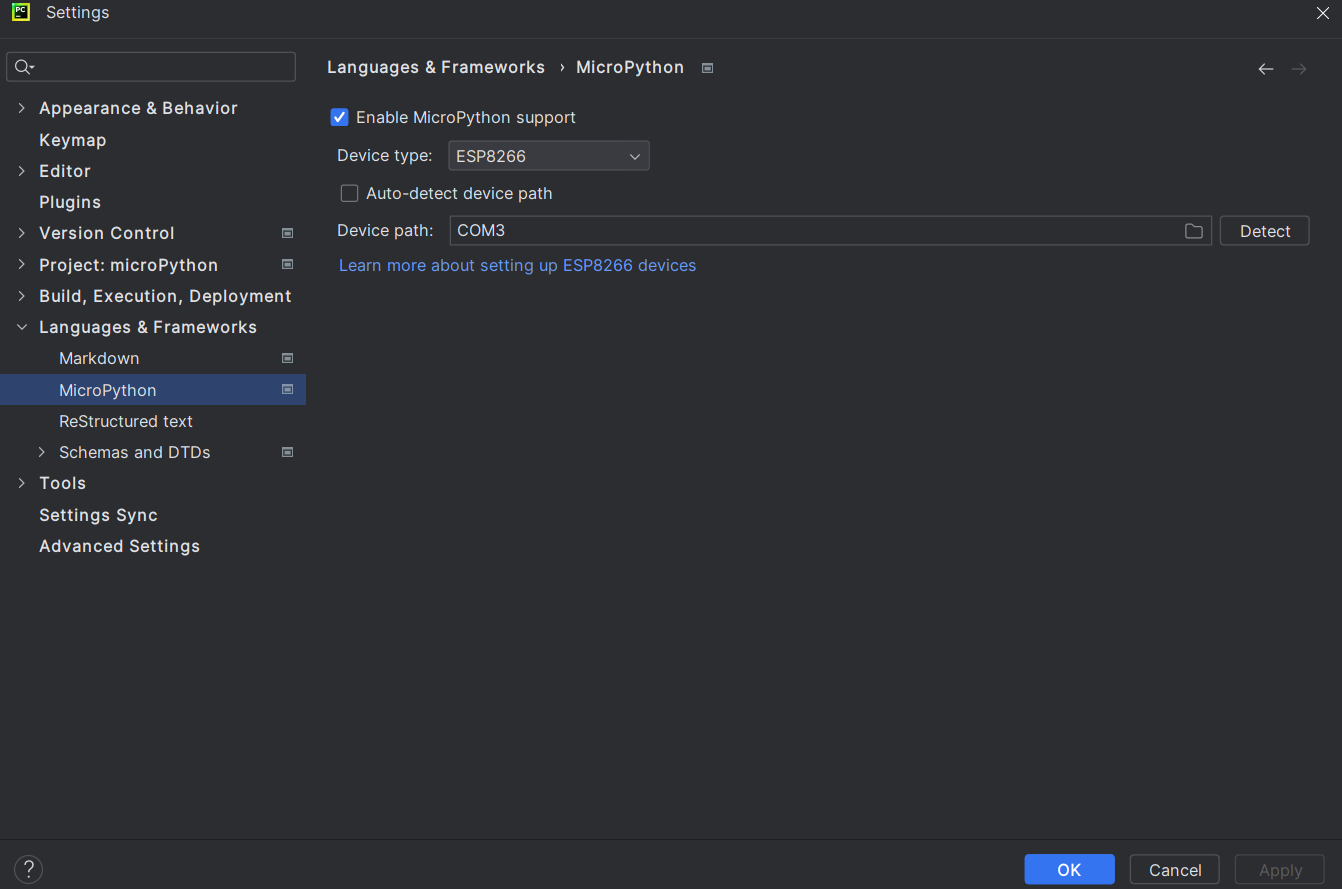 PC
Settings
Languages & Frameworks › MicroPython
Appearance & Behavior
Keymap
Editor
Plugins
Version Control
Project: microPython
Build, Execution, Deployment
Languages & Frameworks
Markdown
MicroPython
ReStructured text
Schemas and DTDs
Tools
Settings Sync
Advanced Settings
Enable MicroPython support
Device type: ESP8266
Auto-detect device path
Device path: COM3 Detect
Learn more about setting up ESP8266 devices
? OK Cancel Apply